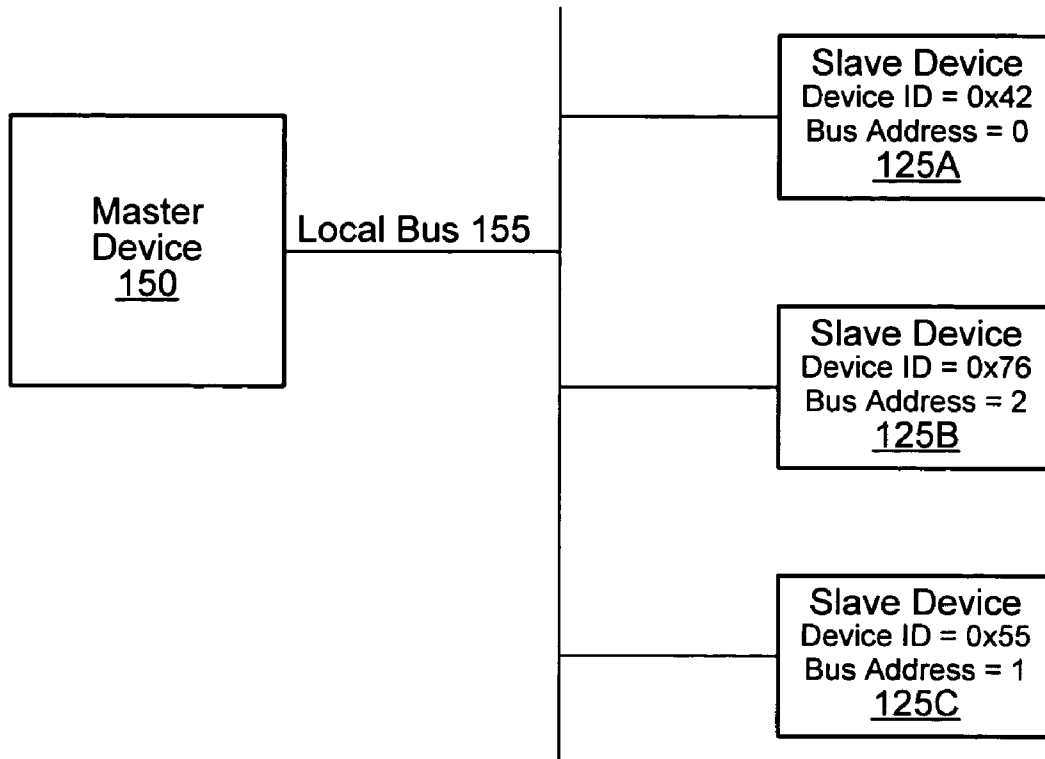 Master
Device
150
Local Bus 155
Slave Device
Device ID = 0x42
Bus Address = 0
125A
Slave Device
Device ID = 0x76
Bus Address = 2
125B
Slave Device
Device ID = 0x55
Bus Address = 1
125C